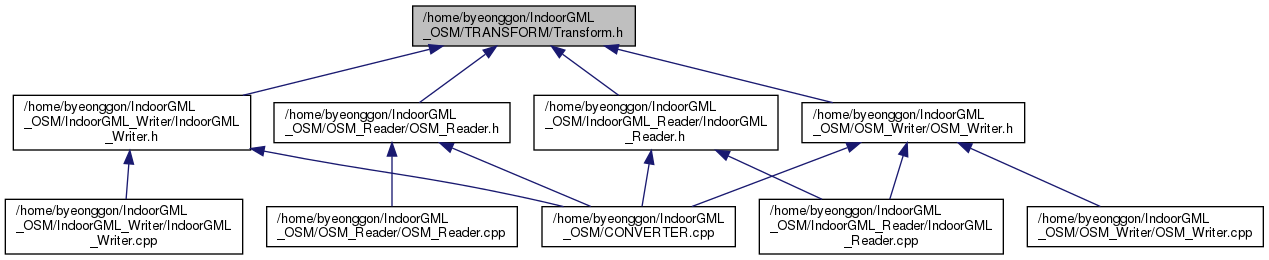 /home/byeonggon/IndoorGML
_OSM/TRANSFORM/Transform.h
/home/byeonggon/IndoorGML
_OSM/IndoorGML_Writer/IndoorGML
_Writer.h
/home/byeonggon/IndoorGML
_OSM/OSM_Reader/OSM_Reader.h
/home/byeonggon/IndoorGML
_OSM/IndoorGML_Reader/IndoorGML
_Reader.h
/home/byeonggon/IndoorGML
_OSM/OSM_Writer/OSM_Writer.h
/home/byeonggon/IndoorGML
_OSM/IndoorGML_Writer/IndoorGML
_Writer.cpp
/home/byeonggon/IndoorGML
_OSM/OSM_Reader/OSM_Reader.cpp
/home/byeonggon/IndoorGML
_OSM/CONVERTER.cpp
/home/byeonggon/IndoorGML
_OSM/IndoorGML_Reader/IndoorGML
_Reader.cpp
/home/byeonggon/IndoorGML
_OSM/OSM_Writer/OSM_Writer.cpp